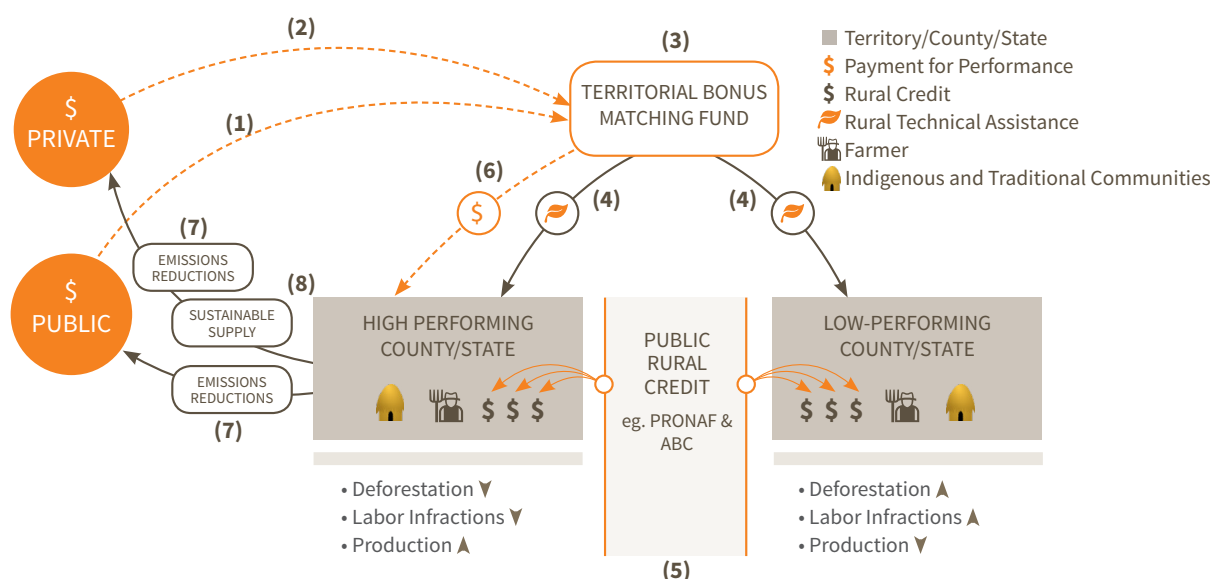 (2)
(3)
$
PRIVATE
(1)
TERRITORIAL BONUS
MATCHING FUND
Territory/County/State
$ Payment for Performance
$ Rural Credit
Rural Technical Assistance
Farmer
Indigenous and Traditional Communities
(6)
(4)
(4)
$
(7)
EMISSIONS
REDUCTIONS
$
PUBLIC
(8)
SUSTAINABLE
SUPPLY
EMISSIONS
REDUCTIONS
(7)
HIGH PERFORMING
COUNTY/STATE
$ $ $
PUBLIC
RURAL
CREDIT
eg. PRONAF &
ABC
LOW-PERFORMING
COUNTY/STATE
$ $ $
• Deforestation
• Labor Infractions
• Production
(5)
• Deforestation
• Labor Infractions
• Production